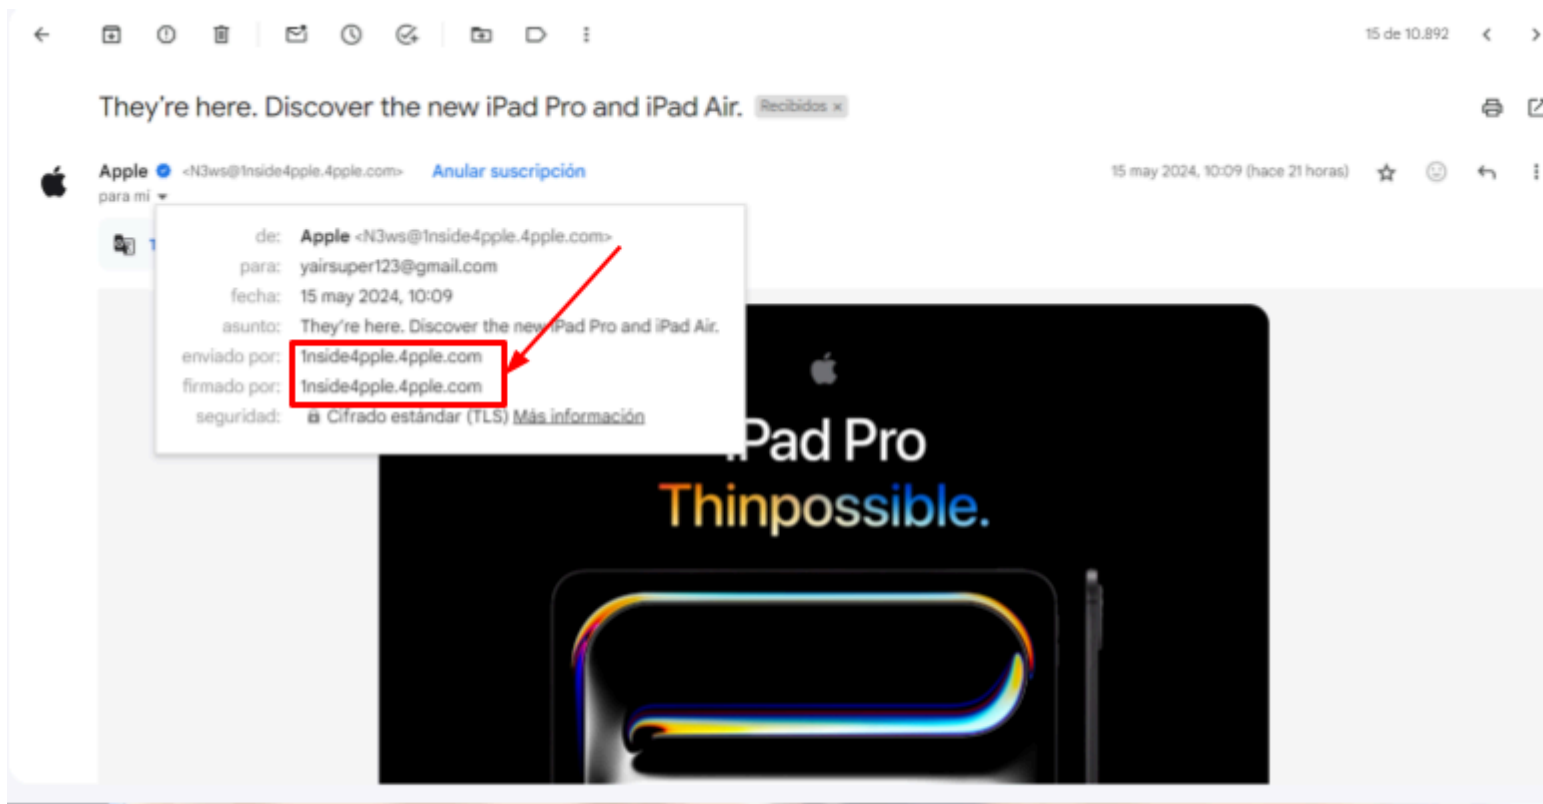 15 de 10.892
They're here. Discover the new iPad Pro and iPad Air. Recibidos ×
Apple <N3ws@1nside4pple.4pple.com> Anular suscripción 15 may 2024, 10:09 (hace 21 horas)
para mí
de: Apple <N3ws@1nside4pple.4pple.com>
para: yairsuper123@gmail.com
fecha: 15 may 2024, 10:09
asunto: They're here. Discover the new iPad Pro and iPad Air.
enviado por: 1nside4pple.4pple.com
firmado por: 1nside4pple.4pple.com
seguridad: Cifrado estándar (TLS) Más información
iPad Pro
Thinpossible.